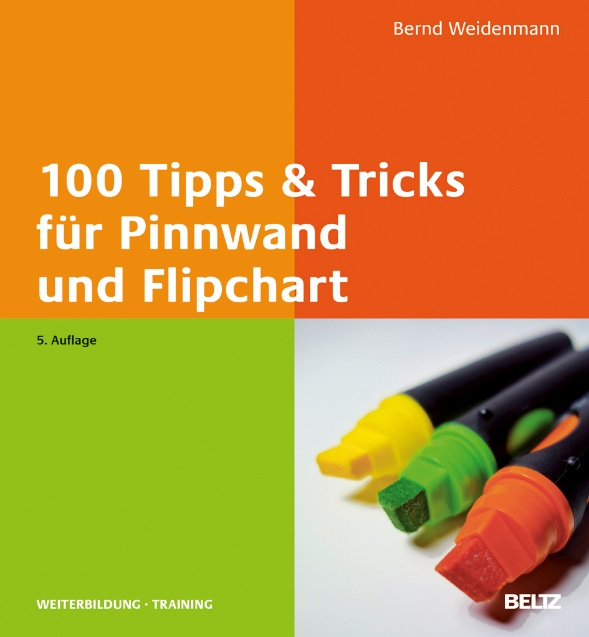 Bernd Weidenmann
100 Tipps & Tricks
für Pinnwand
und Flipchart
5. Auflage
WEITERBILDUNG · TRAINING
BELTZ